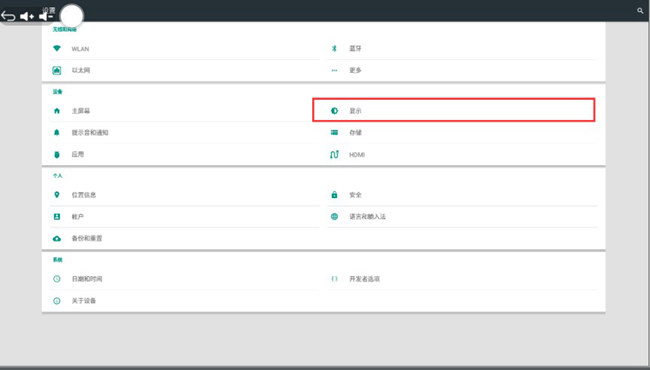 设置
无线和网络
WLAN
蓝牙
以太网
更多
设备
主屏幕
显示
提示音和通知
存储
应用
HDMI
个人
位置信息
安全
帐户
语言和输入法
备份和重置
系统
日期和时间
开发者选项
关于设备